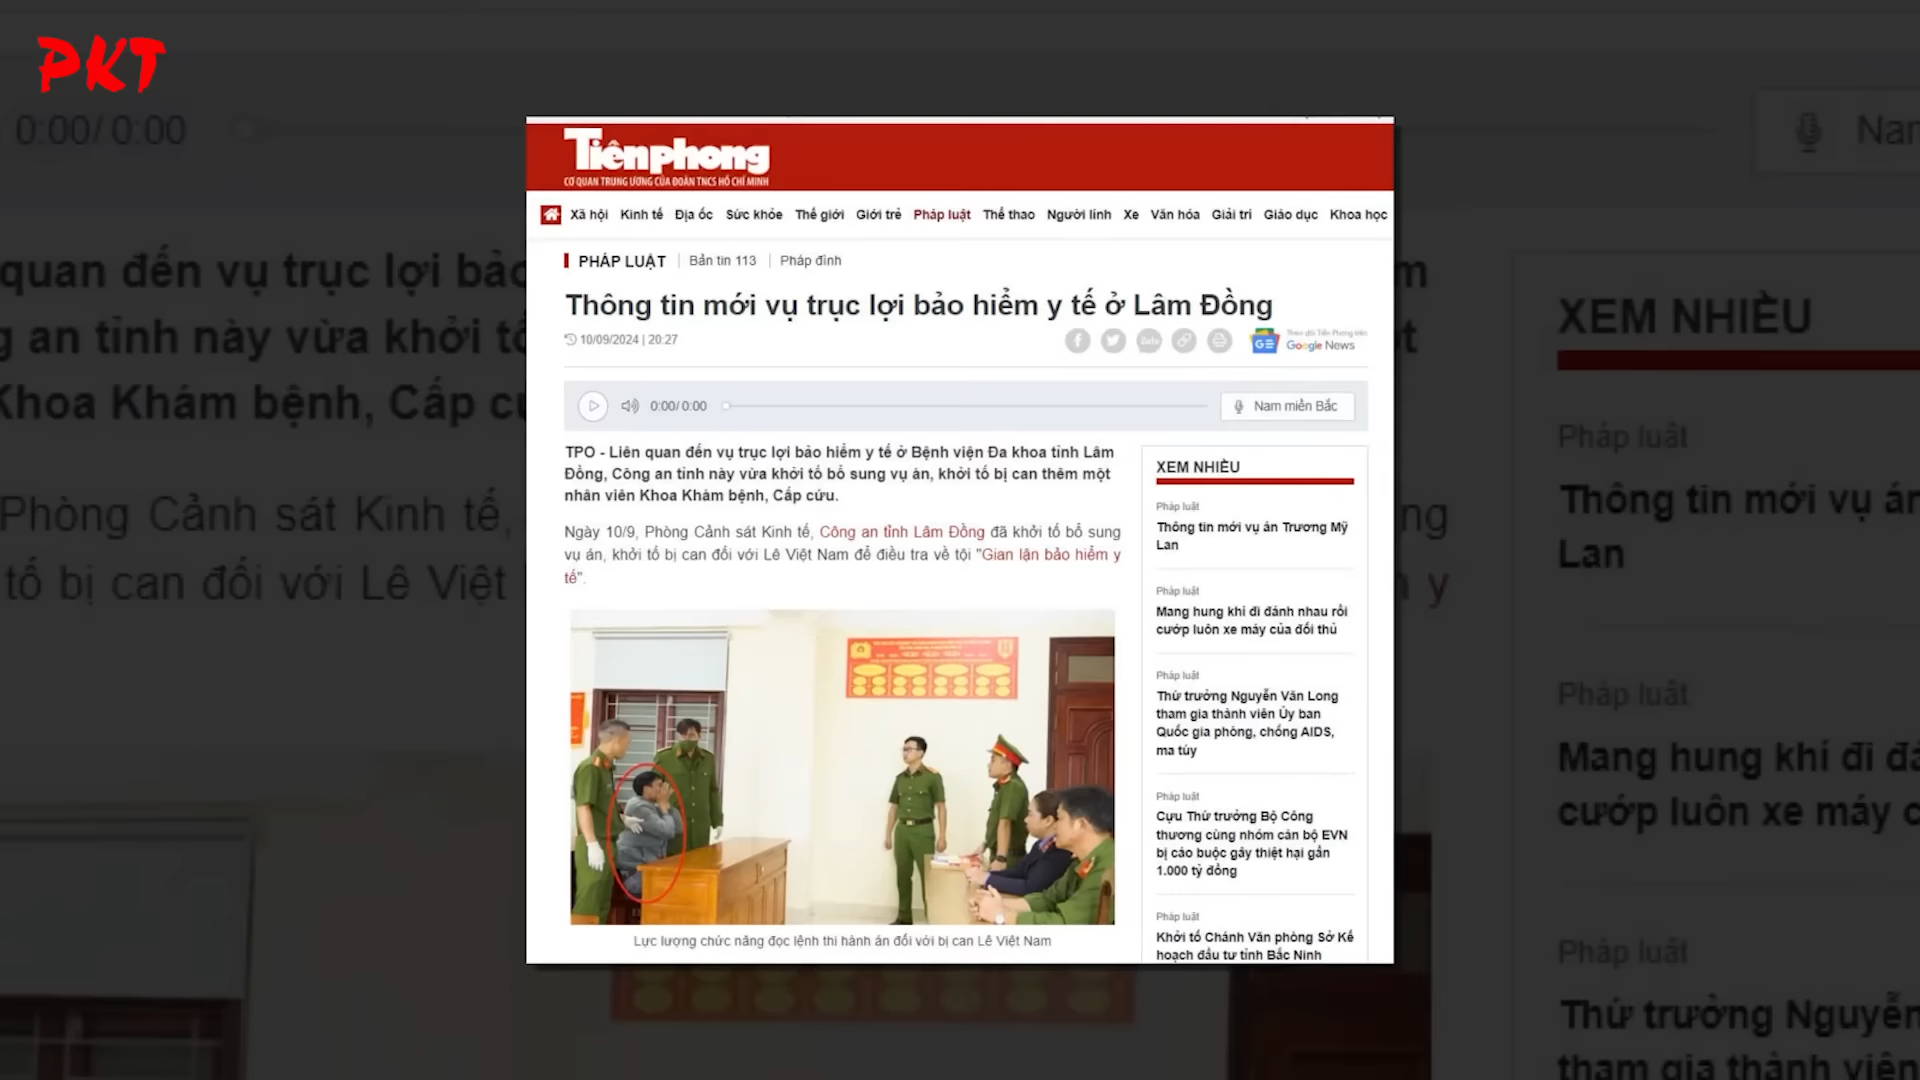 PKT
0:00/ 0:00
Nam
quan đến vụ trục lợi bảo
g an tỉnh này vừa khởi tố
Khoa Khám bệnh, Cấp cứu
Phòng Cảnh sát Kinh tế,
tố bị can đối với Lê Việt
Tiênphong
CƠ QUAN TRUNG ƯƠNG CỦA ĐOÀN TNCS HỒ CHÍ MINH
Xã hội Kinh tế Địa ốc Sức khỏe Thế giới Giới trẻ Pháp luật Thể thao Người lính Xe Văn hóa Giải trí Giáo dục Khoa học
PHÁP LUẬT Bản tin 113 Pháp đình
Thông tin mới vụ trục lợi bảo hiểm y tế ở Lâm Đồng
10/09/2024 | 20:27
Zalo
Theo dõi Tiền Phong trên
Google News
0:00/ 0:00
Nam miền Bắc
TPO - Liên quan đến vụ trục lợi bảo hiểm y tế ở Bệnh viện Đa khoa tỉnh Lâm
Đồng, Công an tỉnh này vừa khởi tố bổ sung vụ án, khởi tố bị can thêm một
nhân viên Khoa Khám bệnh, Cấp cứu.
Ngày 10/9, Phòng Cảnh sát Kinh tế, Công an tỉnh Lâm Đồng đã khởi tố bổ sung
vụ án, khởi tố bị can đối với Lê Việt Nam để điều tra về tội "Gian lận bảo hiểm y
tế".
Lực lượng chức năng đọc lệnh thi hành án đối với bị can Lê Việt Nam
XEM NHIỀU
Pháp luật
Thông tin mới vụ án Trương Mỹ
Lan
Pháp luật
Mang hung khí đi đánh nhau rồi
cướp luôn xe máy của đối thủ
Pháp luật
Thứ trưởng Nguyễn Văn Long
tham gia thành viên Ủy ban
Quốc gia phòng, chống AIDS,
ma túy
Pháp luật
Cựu Thứ trưởng Bộ Công
thương cùng nhóm cán bộ EVN
bị cáo buộc gây thiệt hại gần
1.000 tỷ đồng
Pháp luật
Khởi tố Chánh Văn phòng Sở Kế
hoạch đầu tư tỉnh Bắc Ninh
XEM NHIỀU
Pháp luật
Thông tin mới vụ án
Lan
Pháp luật
Mang hung khí đi đá
cướp luôn xe máy c
Pháp luật
Thứ trưởng Nguyễn
tham gia thành viên